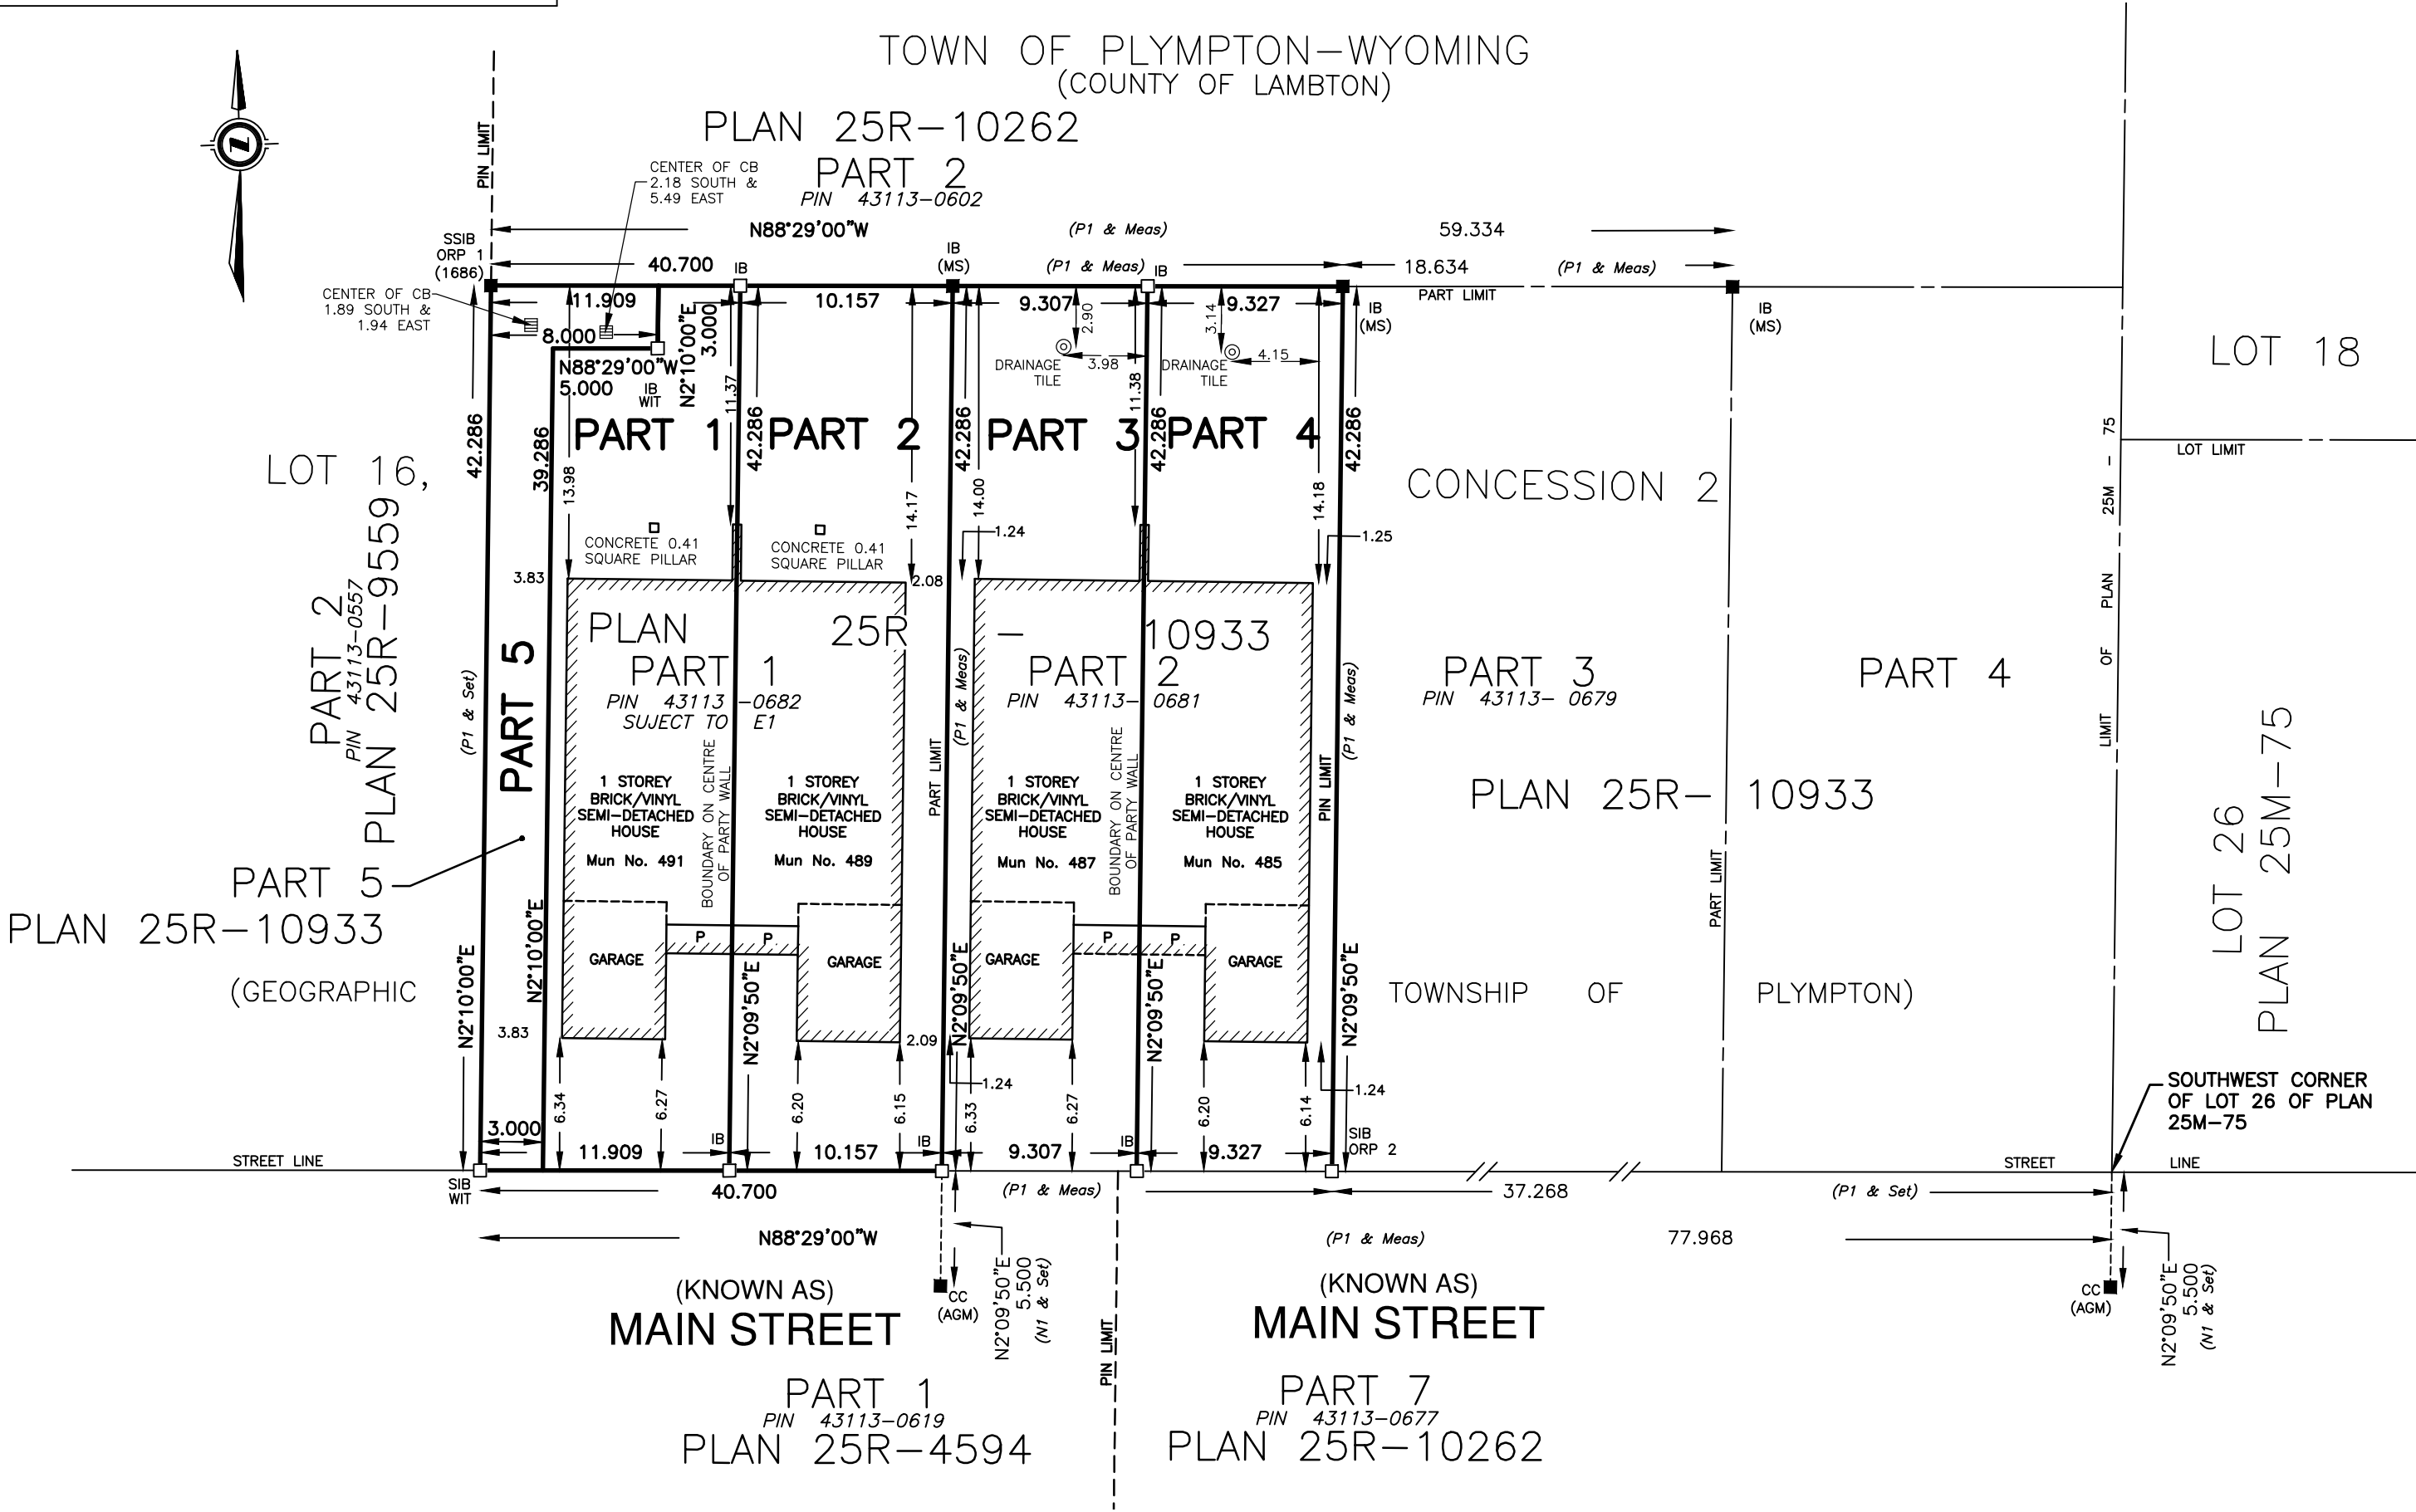 TOWN OF PLYMPTON-WYOMING
(COUNTY OF LAMBTON)
PLAN 25R-10262
PART 2
PIN 43113-0602
PIN LIMIT
CENTER OF CB
2.18 SOUTH &
5.49 EAST
N88°29'00"W
(P1 & Meas)
59.334
SSIB
ORP 1
(1686)
40.700
IB
IB
(MS)
(P1 & Meas)
IB
18.634
(P1 & Meas)
CENTER OF CB
1.89 SOUTH &
1.94 EAST
11.909
10.157
9.307
9.327
PART LIMIT
IB
(MS)
IB
(MS)
8.000
N2°10'00"E
3.000
2.90
3.14
N88°29'00"W
5.000
IB
WIT
DRAINAGE
TILE
3.98
DRAINAGE
TILE
4.15
LOT 18
LOT LIMIT
42.286
39.286
13.98
11.37
42.286
14.17
42.286
14.00
11.38
42.286
14.18
42.286
PART 1
PART 2
PART 3
PART 4
LOT 16,
CONCESSION 2
LIMIT OF PLAN 25M - 75
CONCRETE 0.41
SQUARE PILLAR
CONCRETE 0.41
SQUARE PILLAR
1.24
1.25
3.83
2.08
PART 2
PIN 43113-0557
PLAN 25R-9559
(P1 & Set)
PART 5
PLAN 25R - 10933
PART 1
PIN 43113-0682
SUJECT TO E1
PART 2
PIN 43113-0681
(P1 & Meas)
(P1 & Meas)
PART 3
PIN 43113- 0679
PART 4
PLAN 25R- 10933
BOUNDARY ON CENTRE
OF PARTY WALL
PART LIMIT
BOUNDARY ON CENTRE
OF PARTY WALL
PIN LIMIT
PART LIMIT
1 STOREY
BRICK/VINYL
SEMI-DETACHED
HOUSE
Mun No. 491
1 STOREY
BRICK/VINYL
SEMI-DETACHED
HOUSE
Mun No. 489
1 STOREY
BRICK/VINYL
SEMI-DETACHED
HOUSE
Mun No. 487
1 STOREY
BRICK/VINYL
SEMI-DETACHED
HOUSE
Mun No. 485
LOT 26
PLAN 25M-75
PART 5
PLAN 25R-10933
(GEOGRAPHIC TOWNSHIP OF PLYMPTON)
GARAGE
P
P
GARAGE
GARAGE
P
P
GARAGE
N2°10'00"E
N2°10'00"E
N2°09'50"E
N2°09'50"E
N2°09'50"E
N2°09'50"E
3.83
2.09
1.24
1.24
6.34
6.27
6.20
6.15
6.33
6.27
6.20
6.14
SOUTHWEST CORNER
OF LOT 26 OF PLAN
25M-75
3.000
11.909
IB
10.157
IB
9.307
IB
9.327
SIB
ORP 2
STREET LINE
STREET LINE
SIB
WIT
40.700
(P1 & Meas)
37.268
(P1 & Set)
N88°29'00"W
(P1 & Meas)
77.968
CC
(AGM)
N2°09'50"E
5.500
(N1 & Set)
CC
(AGM)
N2°09'50"E
5.500
(N1 & Set)
(KNOWN AS)
MAIN STREET
(KNOWN AS)
MAIN STREET
PIN LIMIT
PART 1
PIN 43113-0619
PLAN 25R-4594
PART 7
PIN 43113-0677
PLAN 25R-10262